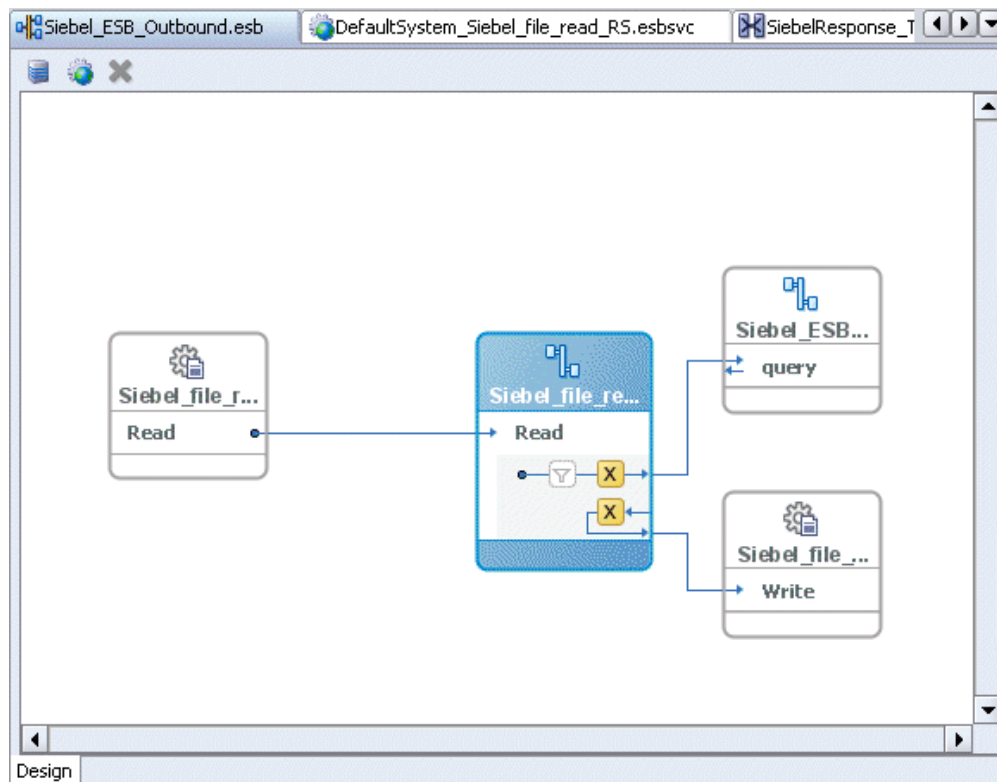 Siebel_ESB_Outbound.esb DefaultSystem_Siebel_file_read_RS.esbsvc SiebelResponse_T
Siebel_ESB...
query
Siebel_file_r...
Read
Siebel_file_re...
Read
X
X
Siebel_file_...
Write
Design